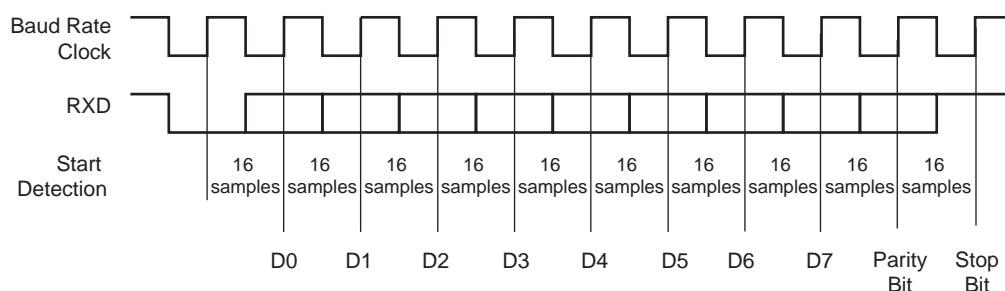 Baud Rate
Clock
RXD
Start
Detection
16 16 16 16 16 16 16 16 16 16
samples samples samples samples samples samples samples samples samples samples
D0 D1 D2 D3 D4 D5 D6 D7 Parity Stop
Bit Bit